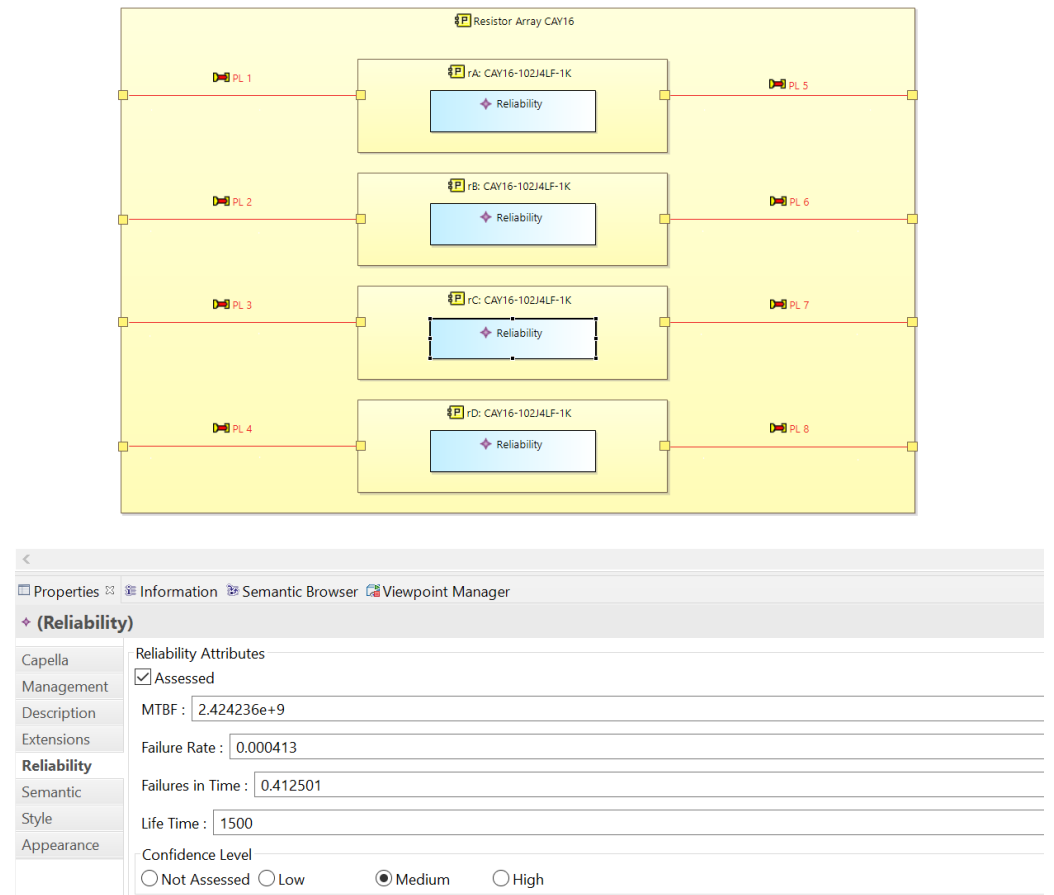 Resistor Array CAY16
PL 1
rA: CAY16-102J4LF-1K
PL 5
Reliability
rB: CAY16-102J4LF-1K
PL 2
PL 6
Reliability
rC: CAY16-102J4LF-1K
PL 3
PL 7
Reliability
rD: CAY16-102J4LF-1K
PL 4
PL 8
Reliability
Properties Information Semantic Browser Viewpoint Manager
(Reliability)
Capella
Management
Description
Extensions
Reliability
Semantic
Style
Appearance
Reliability Attributes
Assessed
MTBF : 2.424236e+9
Failure Rate : 0.000413
Failures in Time : 0.412501
Life Time : 1500
Confidence Level
Not Assessed Low Medium High